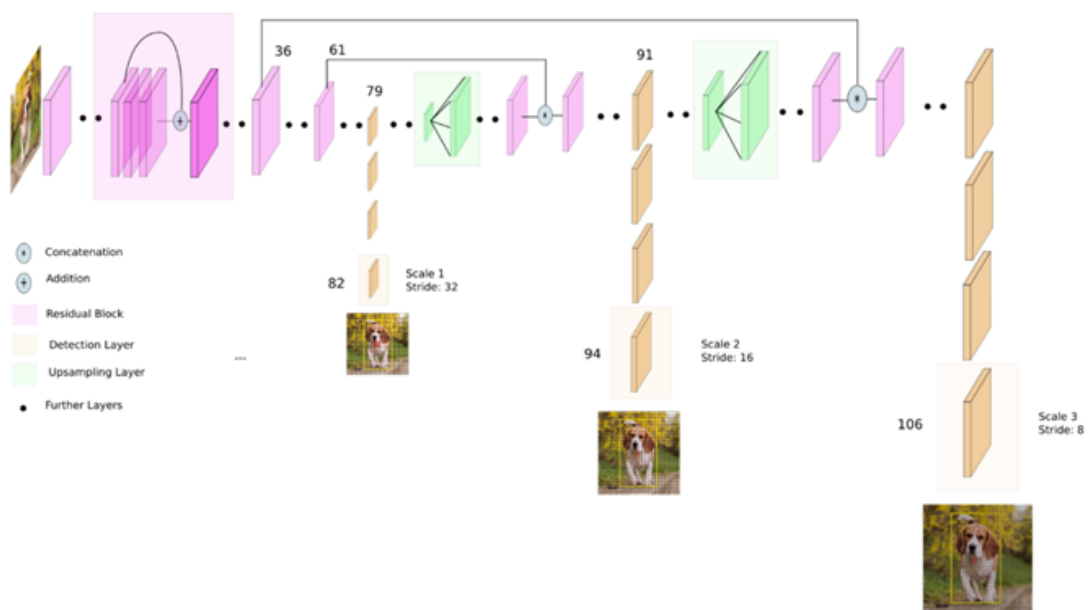 36
61
91
79
Concatenation
Addition
Residual Block
Detection Layer
Upsampling Layer
Further Layers
...
82
Scale 1
Stride: 32
94
Scale 2
Stride: 16
106
Scale 3
Stride: 8